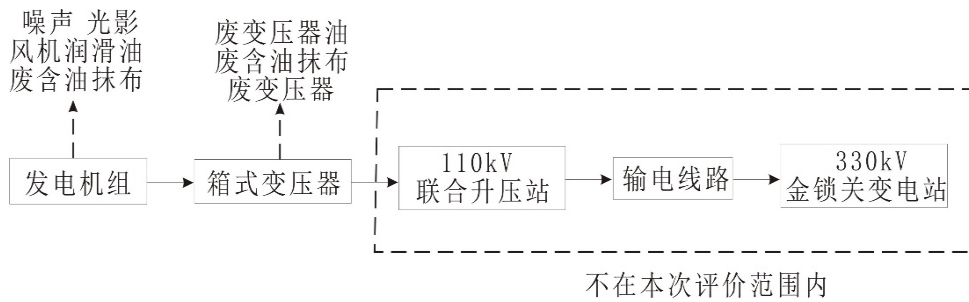 噪声 光影
风机润滑油
废含油抹布
废变压器油
废含油抹布
废变压器
发电机组
箱式变压器
110kV
联合升压站
输电线路
330kV
金锁关变电站
不在本次评价范围内